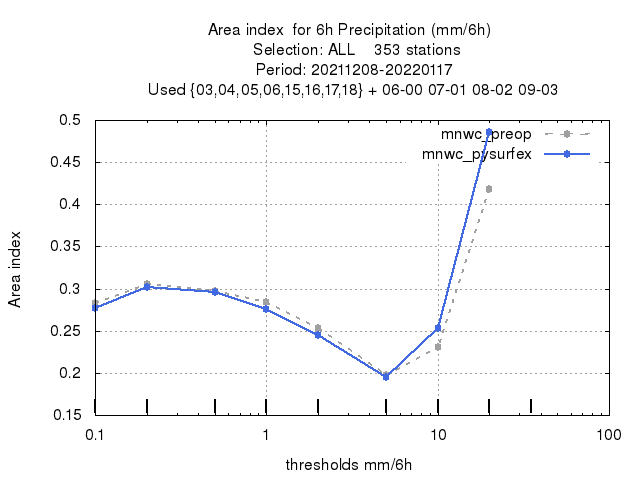 Area index for 6h Precipitation (mm/6h)
Selection: ALL 353 stations
Period: 20211208-20220117
Used {03,04,05,06,15,16,17,18} + 06-00 07-01 08-02 09-03
0.5
0.45
0.4
0.35
0.3
0.25
0.2
0.15
Area index
mnwc_preop
mnwc_pysurfex
0.1 1 10 100
thresholds mm/6h